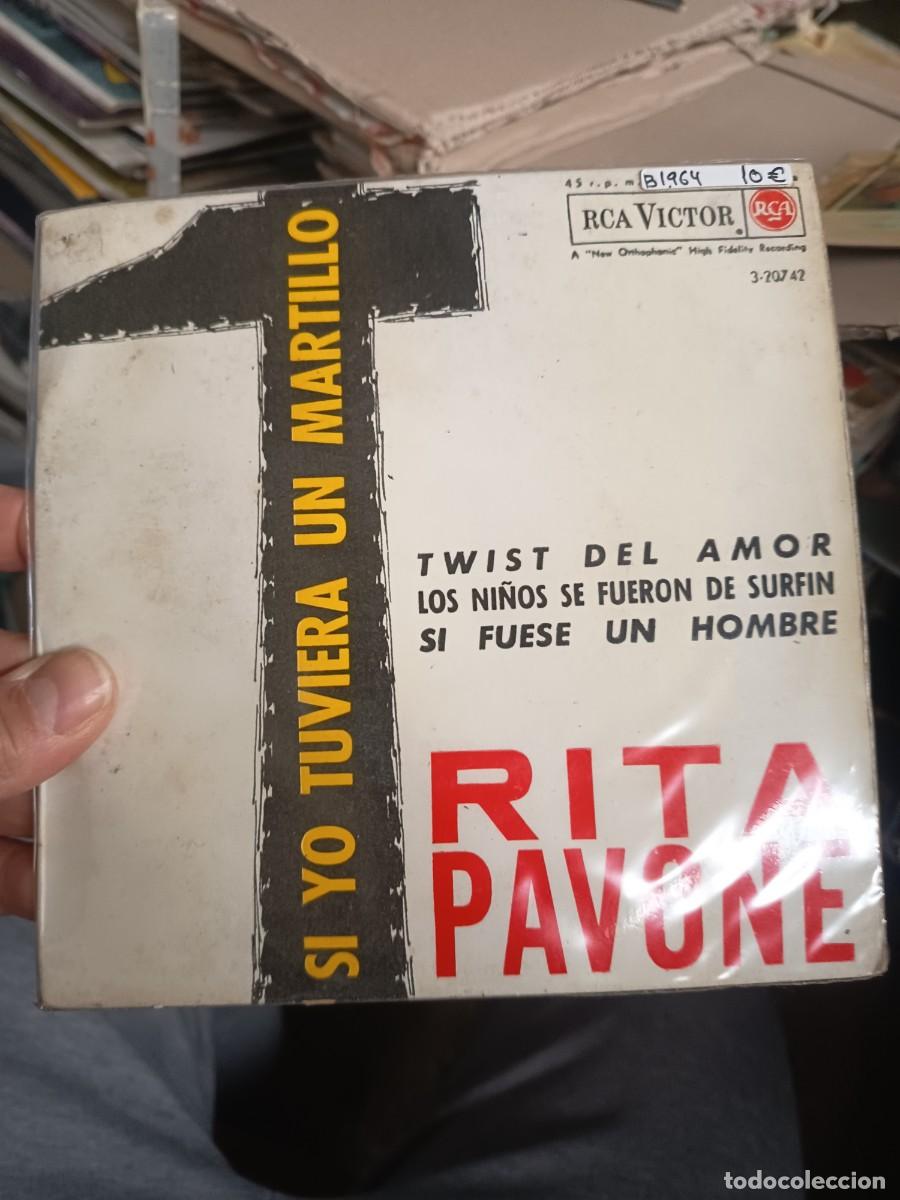 45 r.p.m
B1964 10€
RCA VICTOR RCA
A "New Orthophonic" High Fidelity Recording
3-20742
SI YO TUVIERA UN MARTILLO
TWIST DEL AMOR
LOS NIÑOS SE FUERON DE SURFIN
SI FUESE UN HOMBRE
RITA
PAVONE
todocoleccion